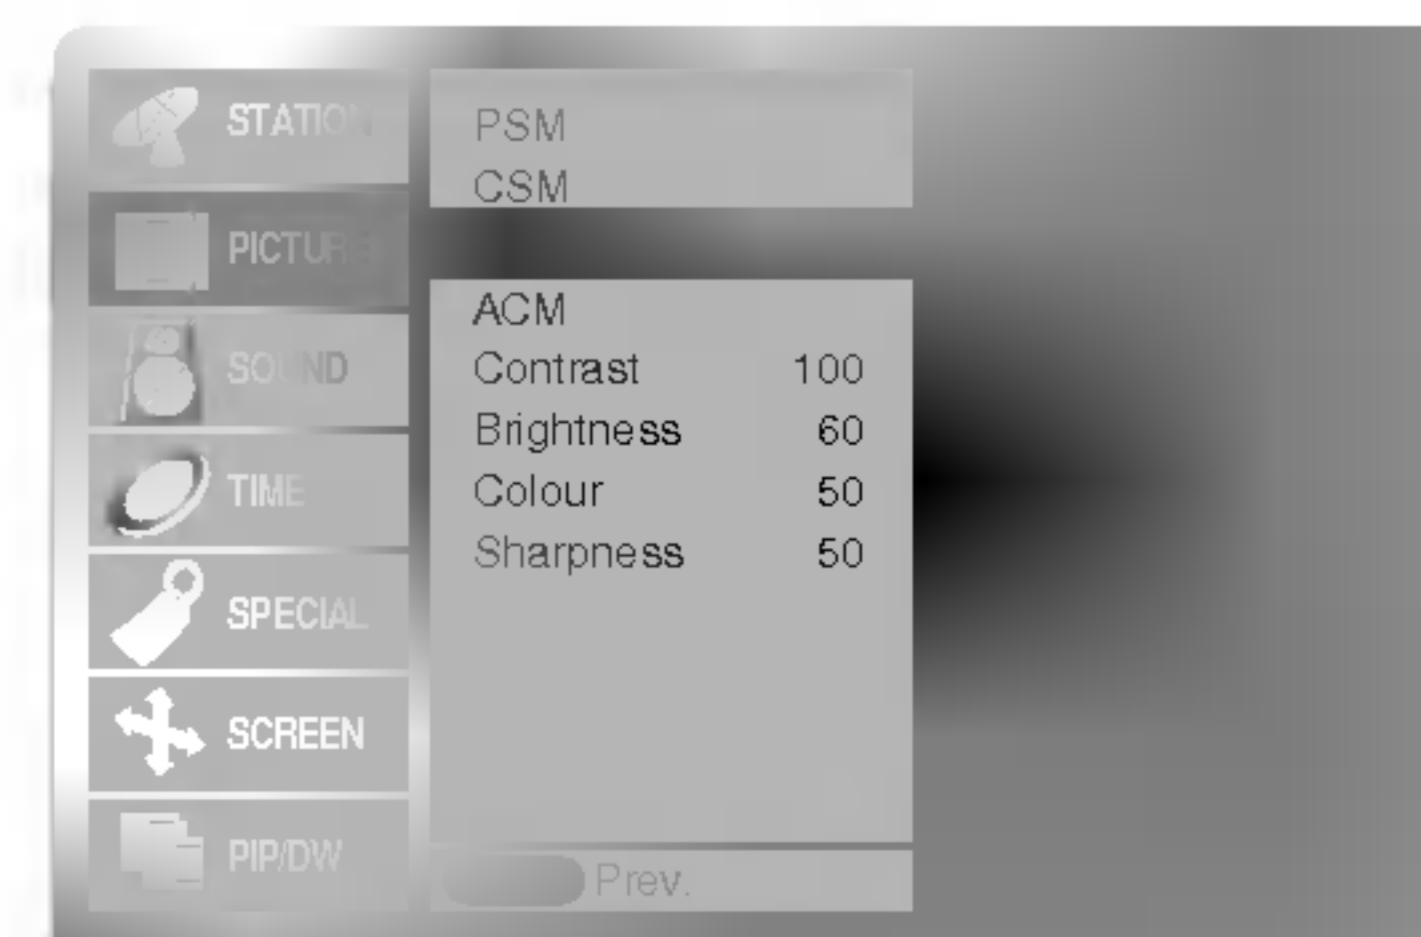 STATION
PICTURE
SOUND
TIME
SPECIAL
SCREEN
PIP/DW
PSM
CSM
ACM
Contrast 100
Brightness 60
Colour 50
Sharpness 50
Prev.